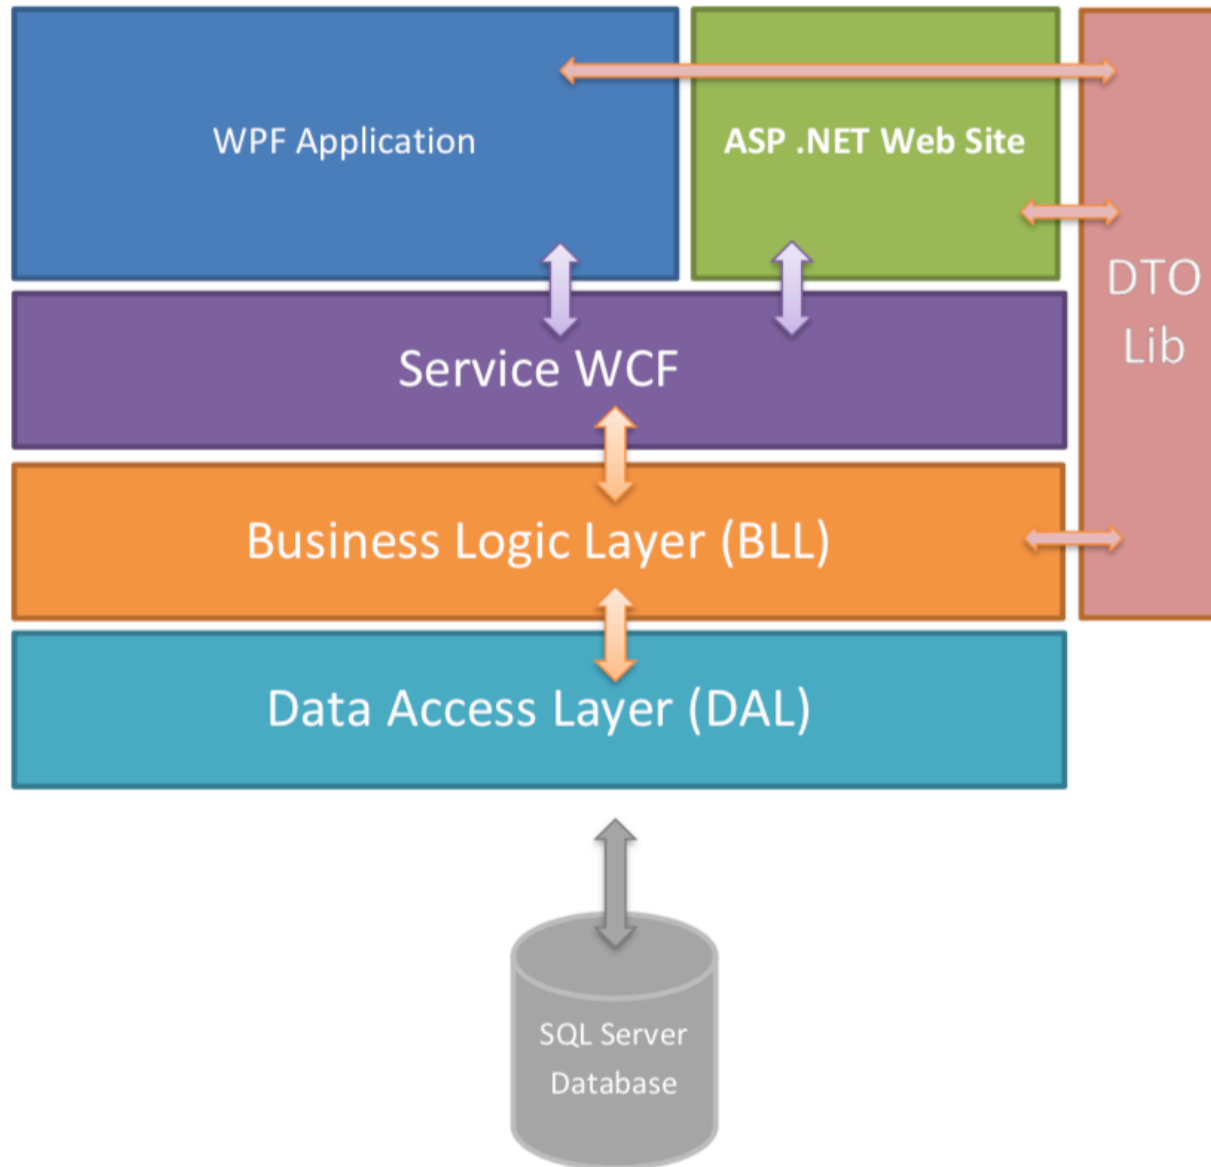 WPF Application
ASP .NET Web Site
DTO
Lib
Service WCF
Business Logic Layer (BLL)
Data Access Layer (DAL)
SQL Server
Database